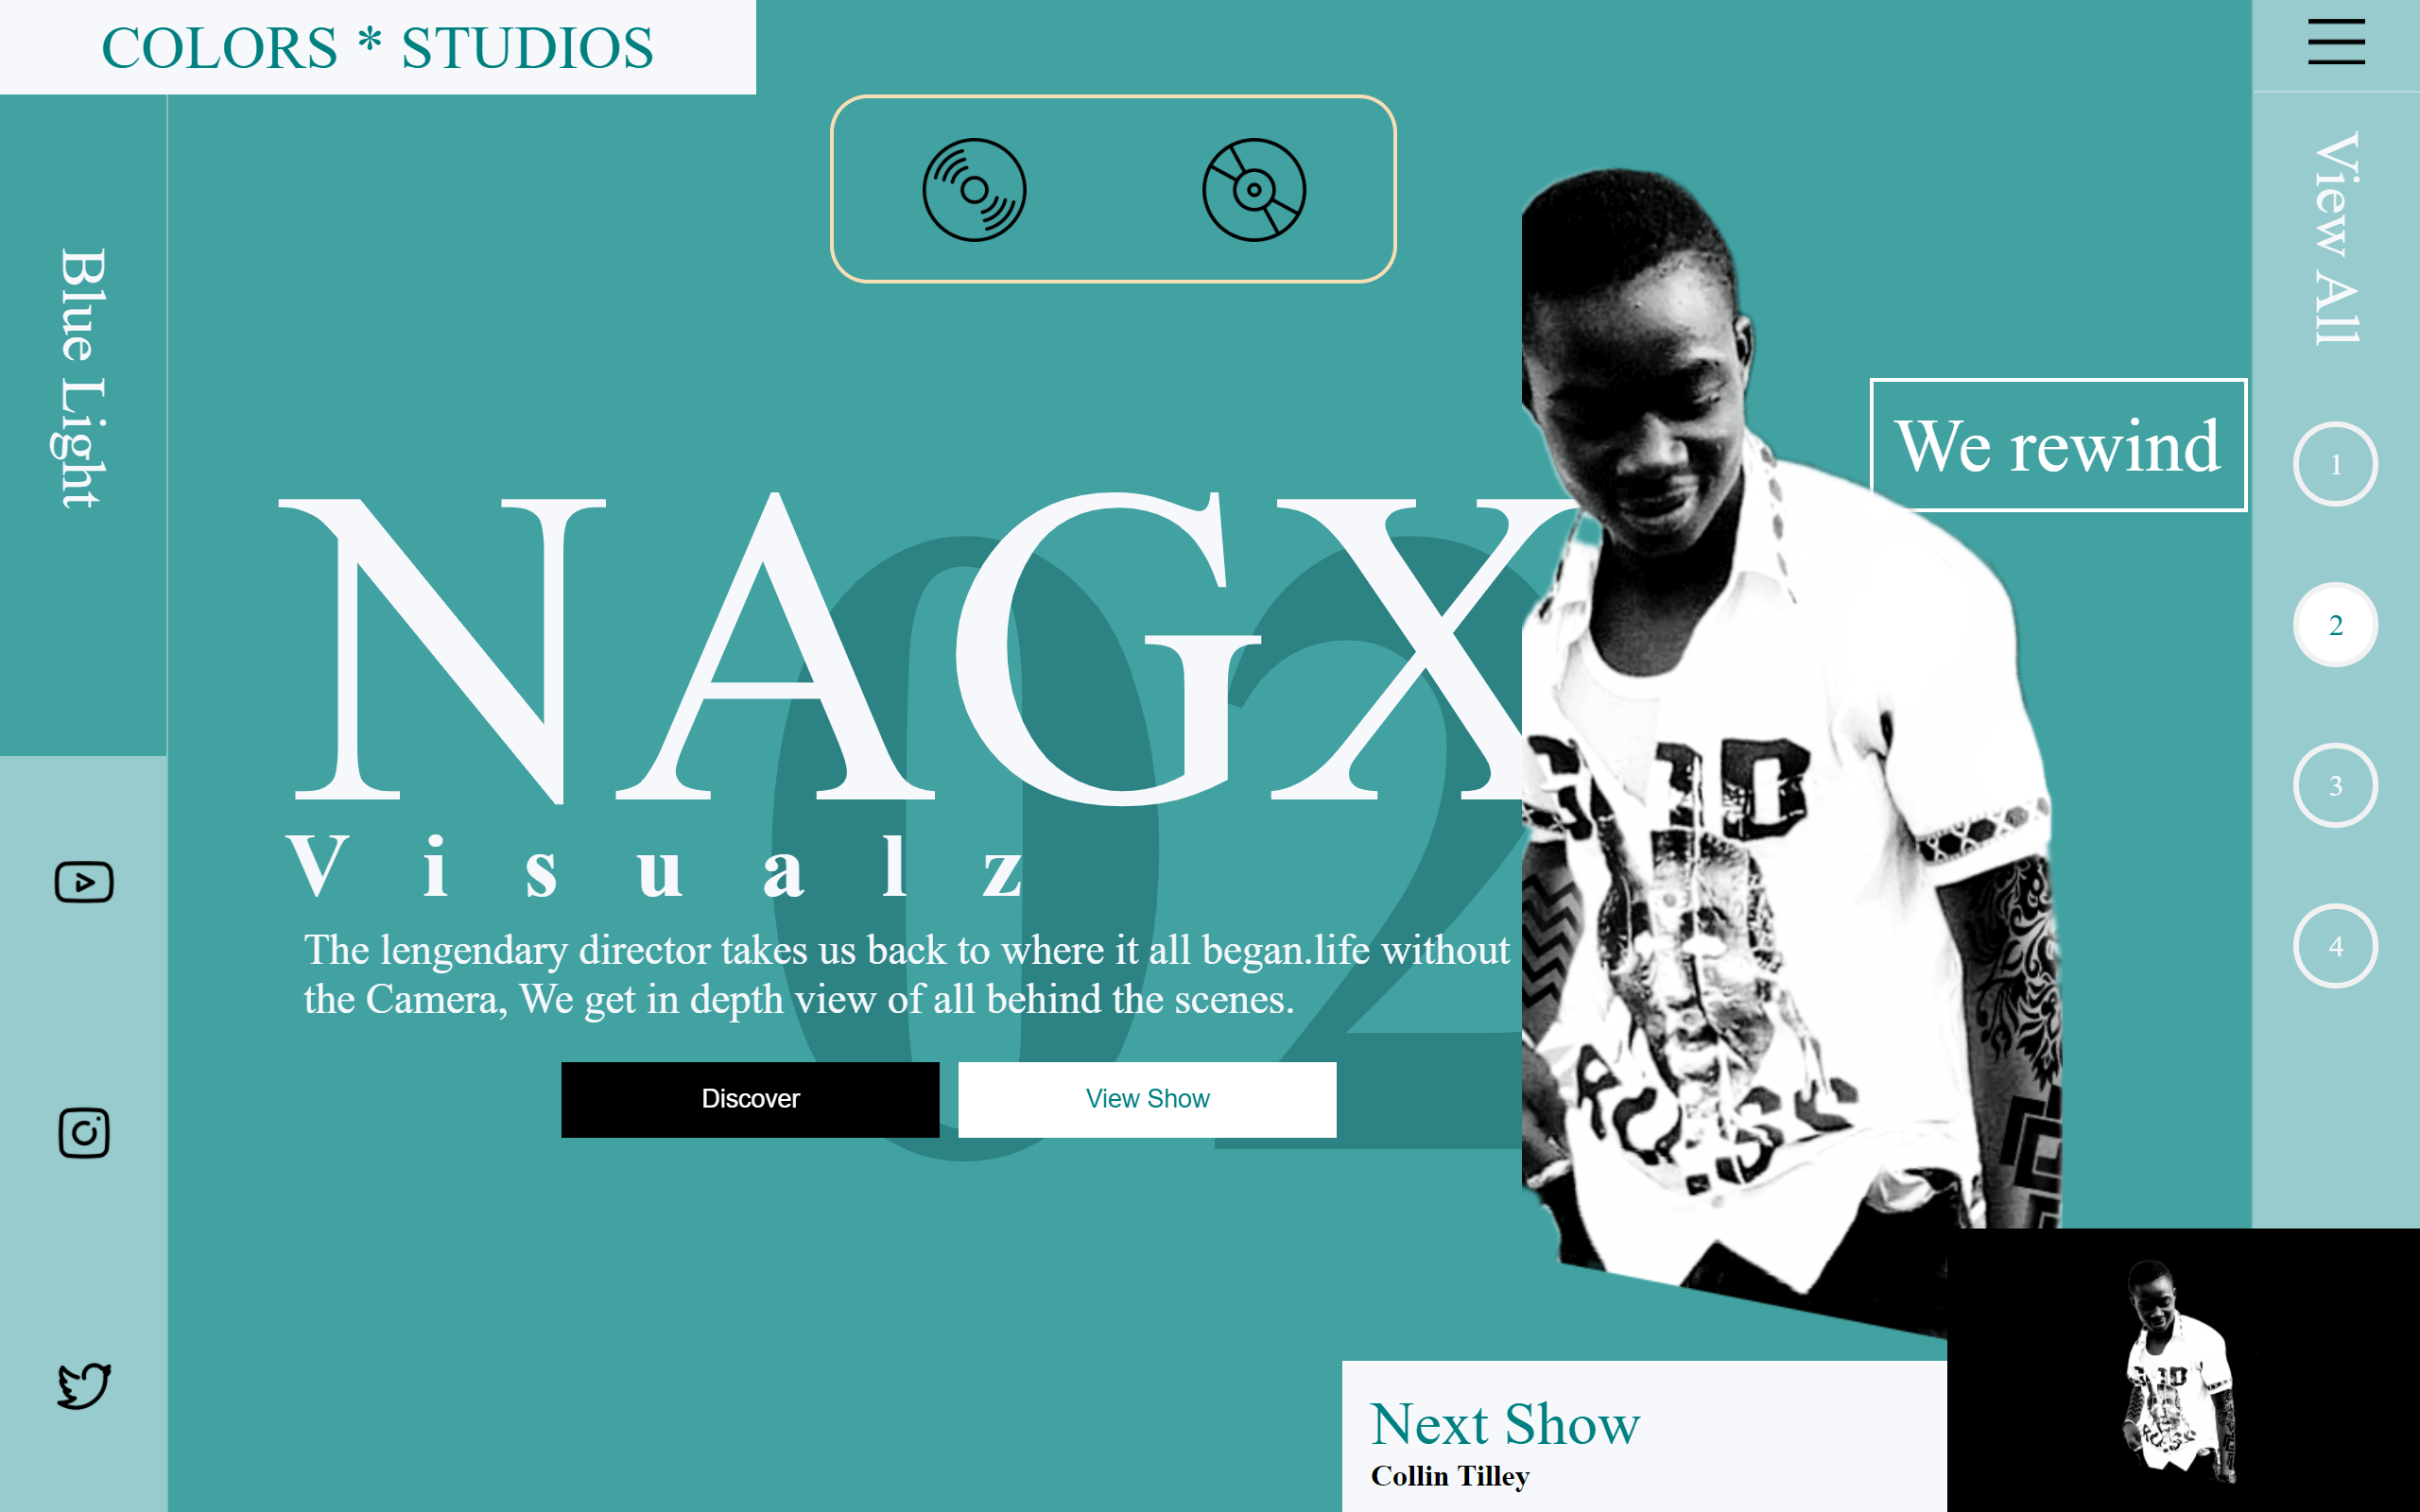 COLORS * STUDIOS
Blue Light
View All
We rewind
1
2
3
4
02
NAGX
Visualz
The lengendary director takes us back to where it all began.life without
the Camera, We get in depth view of all behind the scenes.
Discover
View Show
Next Show
Collin Tilley